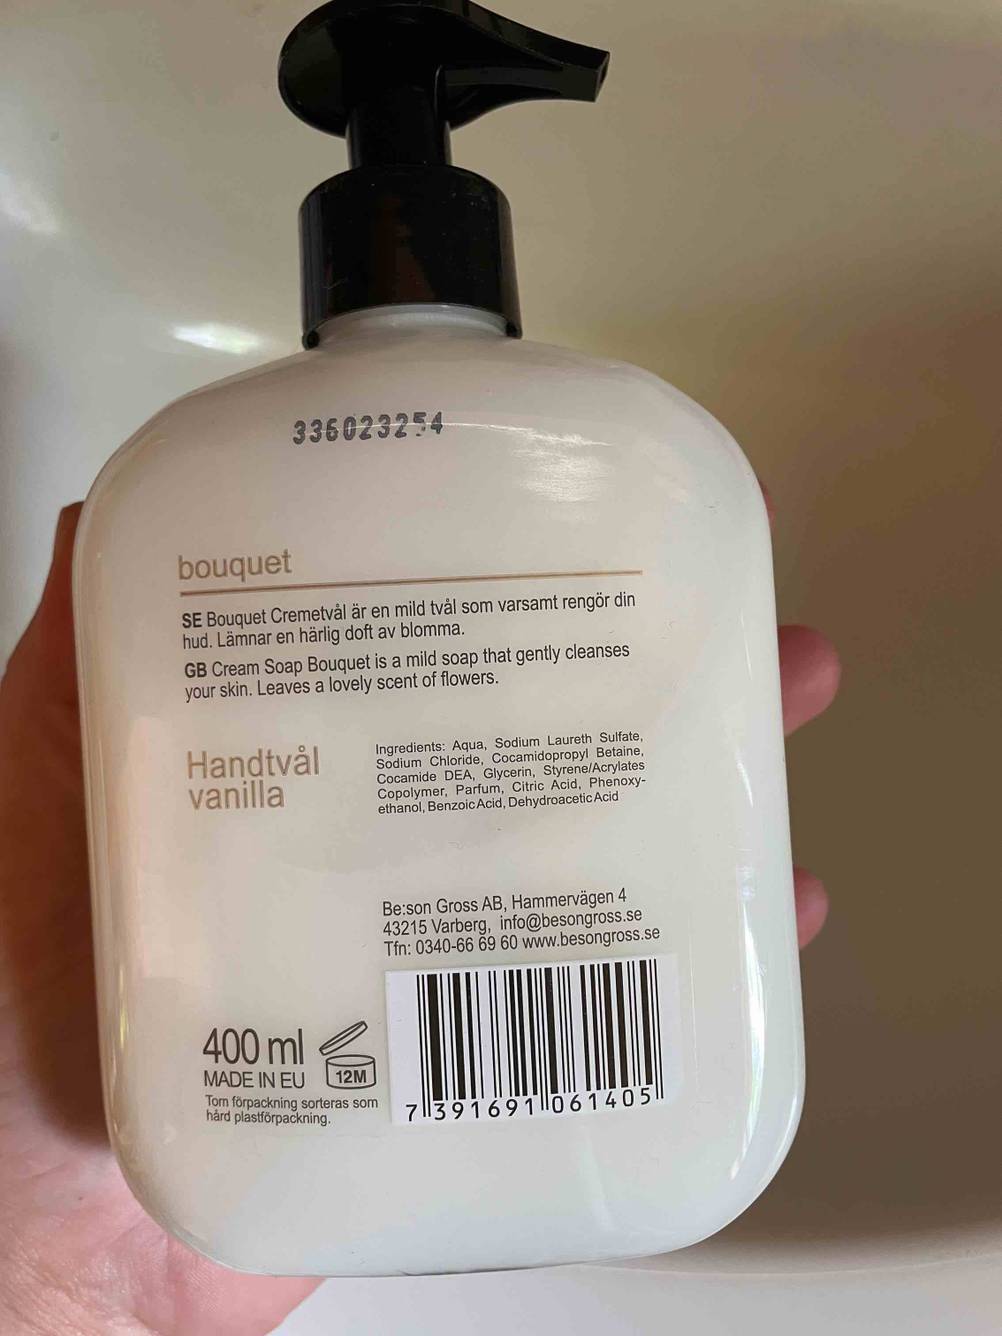 336023254
bouquet
SE Bouquet Cremetvål är en mild tvål som varsamt rengör din
hud. Lämnar en härlig doft av blomma.
GB Cream Soap Bouquet is a mild soap that gently cleanses
your skin. Leaves a lovely scent of flowers.
Handtvål
vanilla
Ingredients: Aqua, Sodium Laureth Sulfate,
Sodium Chloride, Cocamidopropyl Betaine,
Cocamide DEA, Glycerin, Styrene/Acrylates
Copolymer, Parfum, Citric Acid, Phenoxy-
ethanol, Benzoic Acid, Dehydroacetic Acid
Be:son Gross AB, Hammervägen 4
43215 Varberg, info@besongross.se
Tfn: 0340-66 69 60 www.besongross.se
400 ml
MADE IN EU
12M
Tom förpackning sorteras som
hård plastförpackning.
7 391691 061405